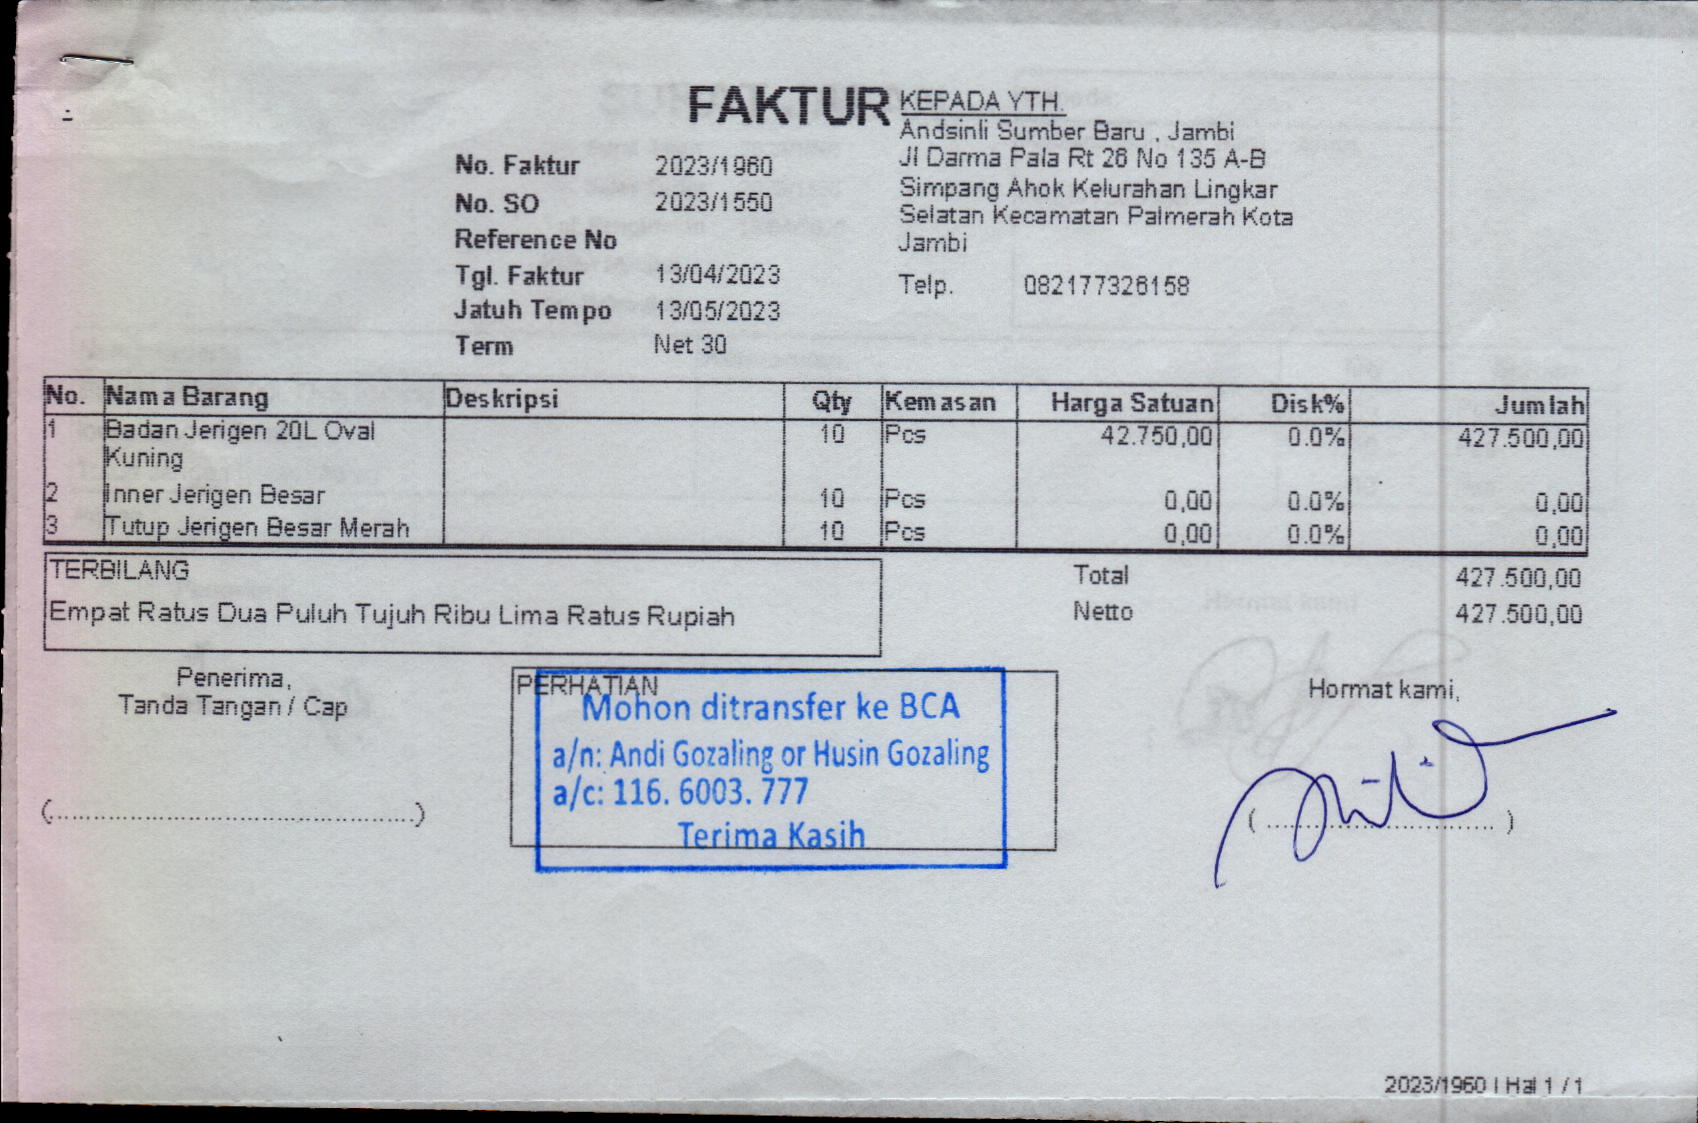 FAKTUR
No. Faktur 2023/1960
No. SO 2023/1550
Reference No
Tgl. Faktur 13/04/2023
Jatuh Tempo 13/05/2023
Term Net 30
KEPADA YTH.
Andsinli Sumber Baru , Jambi
Jl Darma Pala Rt 26 No 135 A-B
Simpang Ahok Kelurahan Lingkar
Selatan Kecamatan Palmerah Kota
Jambi
Telp. 082177326158
No. Nama Barang Deskripsi Qty Kemasan Harga Satuan Disk% Jumlah
1 Badan Jerigen 20L Oval 10 Pcs 42.750,00 0.0% 427.500,00
Kuning
2 Inner Jerigen Besar 10 Pcs 0,00 0.0% 0,00
3 Tutup Jerigen Besar Merah 10 Pcs 0,00 0.0% 0,00
TERBILANG
Empat Ratus Dua Puluh Tujuh Ribu Lima Ratus Rupiah
Total 427.500,00
Netto 427.500,00
Penerima,
Tanda Tangan / Cap
(................................................)
PERHATIAN
Mohon ditransfer ke BCA
a/n: Andi Gozaling or Husin Gozaling
a/c: 116. 6003. 777
Terima Kasih
Hormat kami,
( ................................ )
2023/1960 | Hal 1 / 1